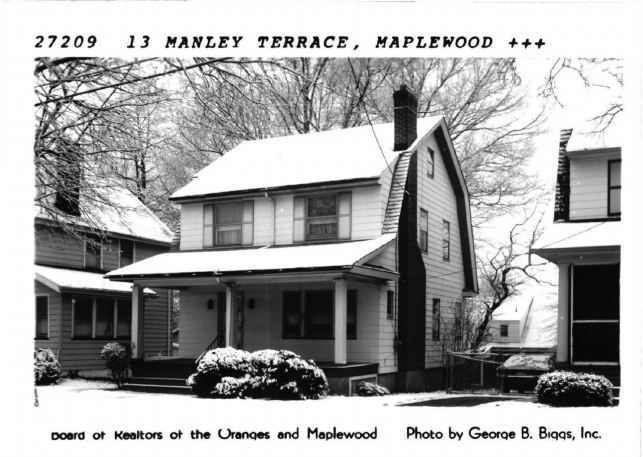 27209 13 MANLEY TERRACE, MAPLEWOOD +++
Board of Realtors of the Oranges and Maplewood Photo by George B. Biggs, Inc.